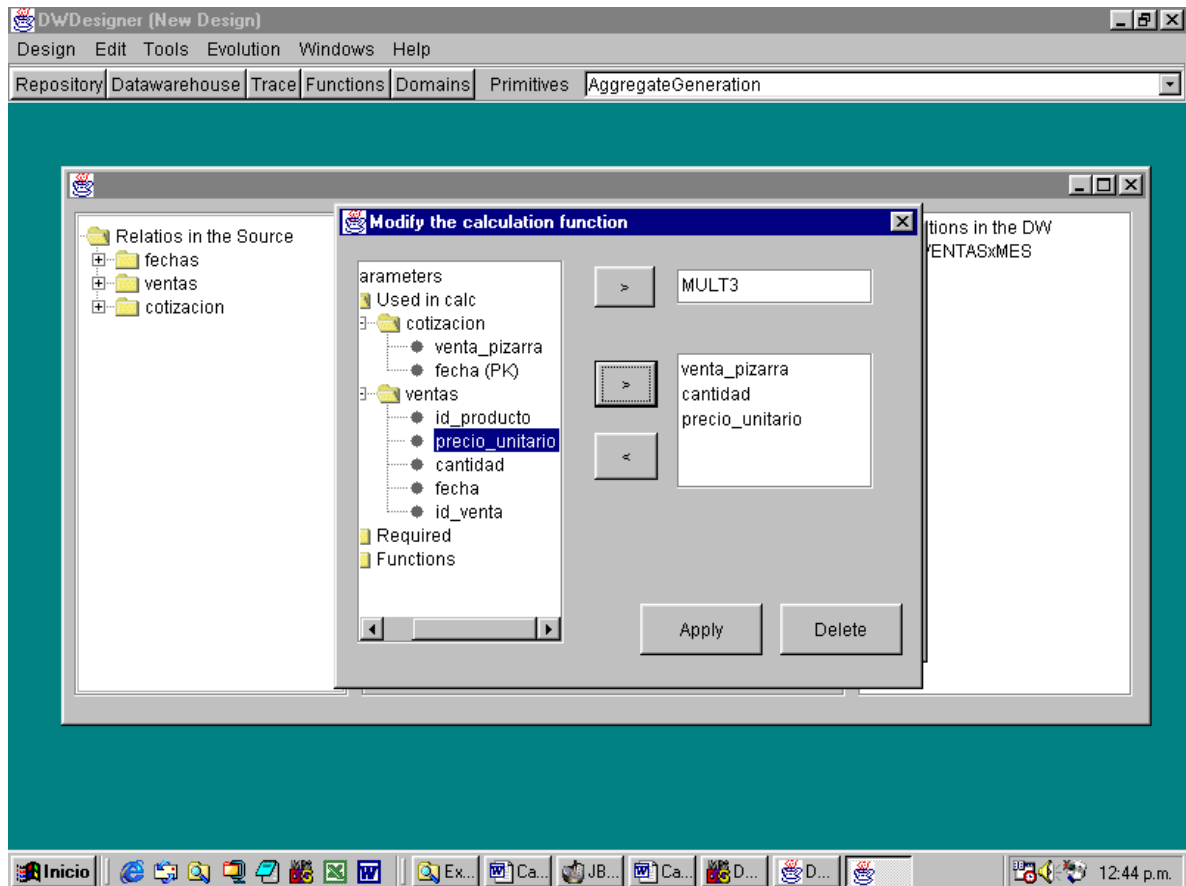 DWDesigner (New Design)
Design Edit Tools Evolution Windows Help
Repository Datawarehouse Trace Functions Domains Primitives AggregateGeneration
Relatios in the Source
fechas
ventas
cotizacion
Modify the calculation function
arameters
Used in calc
cotizacion
venta_pizarra
fecha (PK)
ventas
id_producto
precio_unitario
cantidad
fecha
id_venta
Required
Functions
>
MULT3
>
<
venta_pizarra
cantidad
precio_unitario
Apply Delete
tions in the DW
ENTASxMES
Inicio Ex... Ca... JB... Ca... D... D... 12:44 p.m.